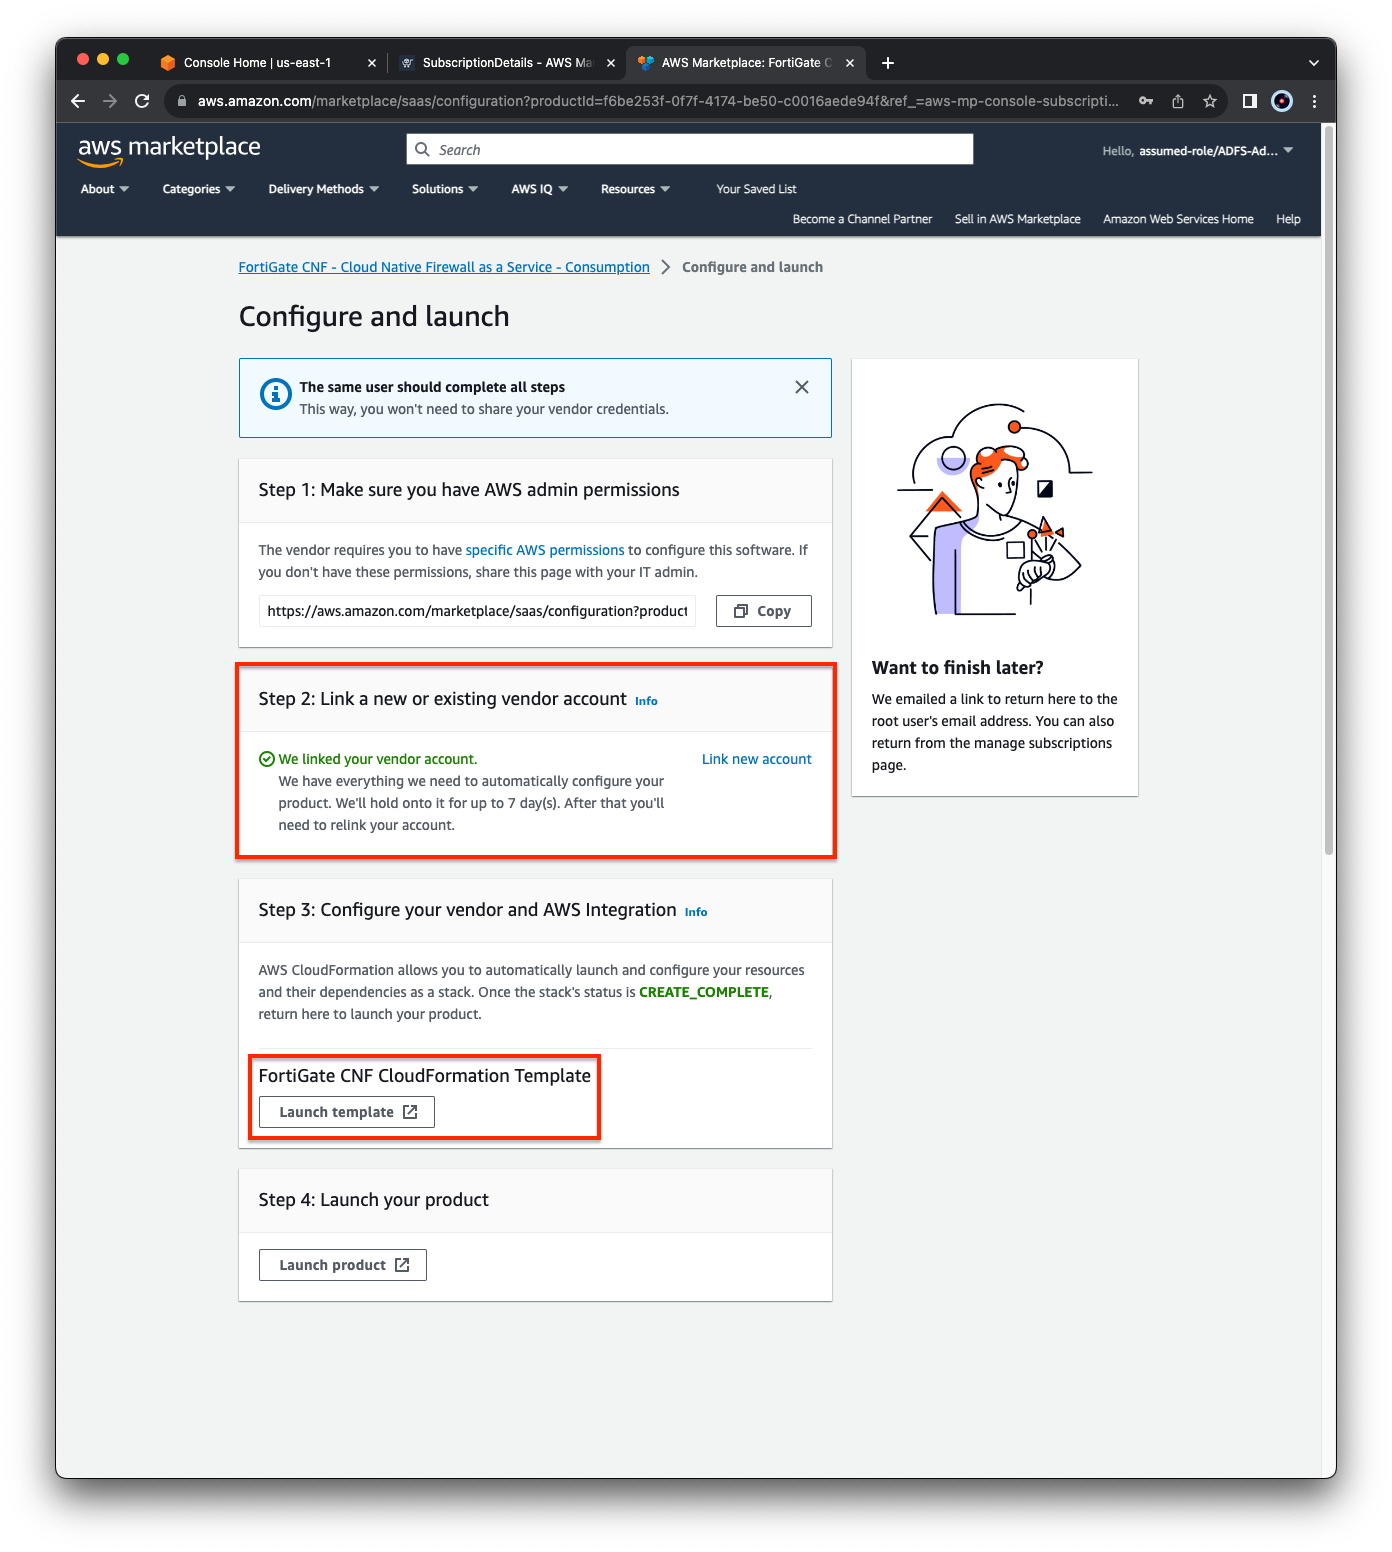 Console Home | us-east-1
SubscriptionDetails - AWS Ma
AWS Marketplace: FortiGate C
aws.amazon.com/marketplace/saas/configuration?productId=f6be253f-0f7f-4174-be50-c0016aede94f&ref_=aws-mp-console-subscripti...
aws marketplace
Search
Hello, assumed-role/ADFS-Ad...
About
Categories
Delivery Methods
Solutions
AWS IQ
Resources
Your Saved List
Become a Channel Partner
Sell in AWS Marketplace
Amazon Web Services Home
Help
FortiGate CNF - Cloud Native Firewall as a Service - Consumption
Configure and launch
Configure and launch
The same user should complete all steps
This way, you won't need to share your vendor credentials.
Step 1: Make sure you have AWS admin permissions
The vendor requires you to have specific AWS permissions to configure this software. If
you don't have these permissions, share this page with your IT admin.
https://aws.amazon.com/marketplace/saas/configuration?product
Copy
Step 2: Link a new or existing vendor account Info
We linked your vendor account.
Link new account
We have everything we need to automatically configure your
product. We'll hold onto it for up to 7 day(s). After that you'll
need to relink your account.
Step 3: Configure your vendor and AWS Integration Info
AWS CloudFormation allows you to automatically launch and configure your resources
and their dependencies as a stack. Once the stack's status is CREATE_COMPLETE,
return here to launch your product.
FortiGate CNF CloudFormation Template
Launch template
Step 4: Launch your product
Launch product
Want to finish later?
We emailed a link to return here to the
root user's email address. You can also
return from the manage subscriptions
page.